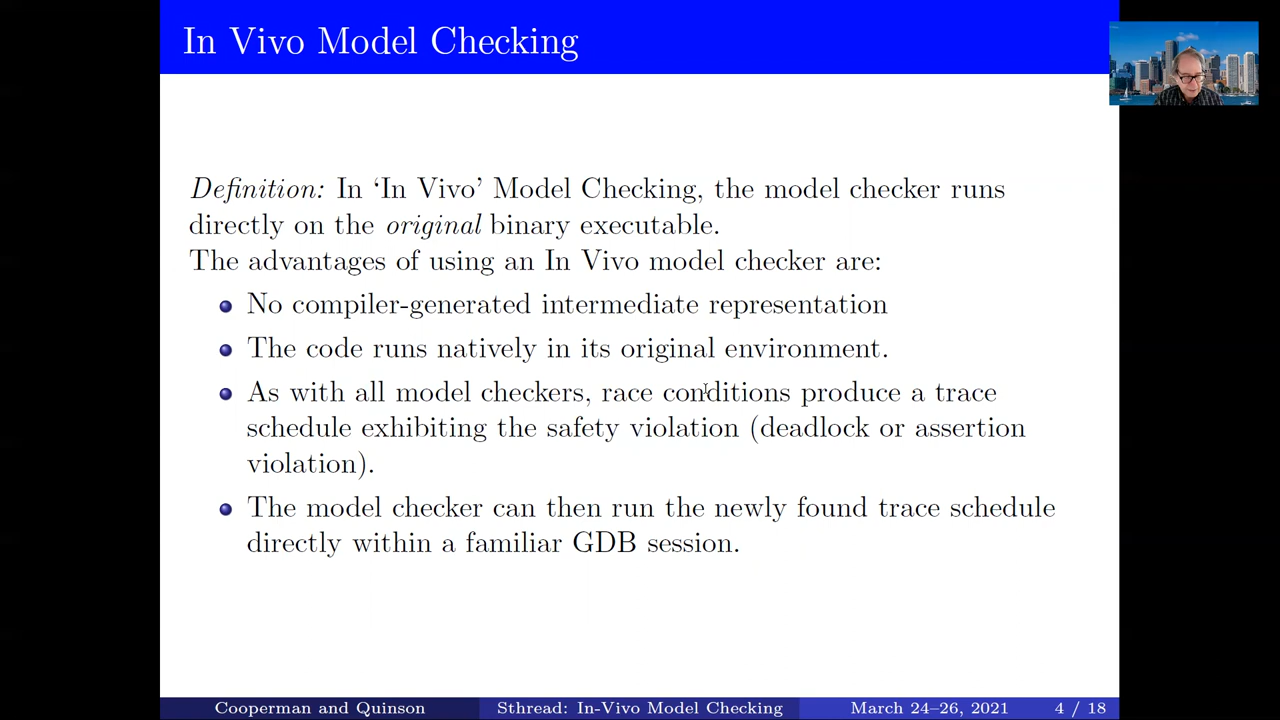 In Vivo Model Checking
Definition: In ‘In Vivo’ Model Checking, the model checker runs
directly on the original binary executable.
The advantages of using an In Vivo model checker are:
No compiler-generated intermediate representation
The code runs natively in its original environment.
As with all model checkers, race conditions produce a trace
schedule exhibiting the safety violation (deadlock or assertion
violation).
The model checker can then run the newly found trace schedule
directly within a familiar GDB session.
Cooperman and Quinson Sthread: In-Vivo Model Checking March 24–26, 2021 4 / 18